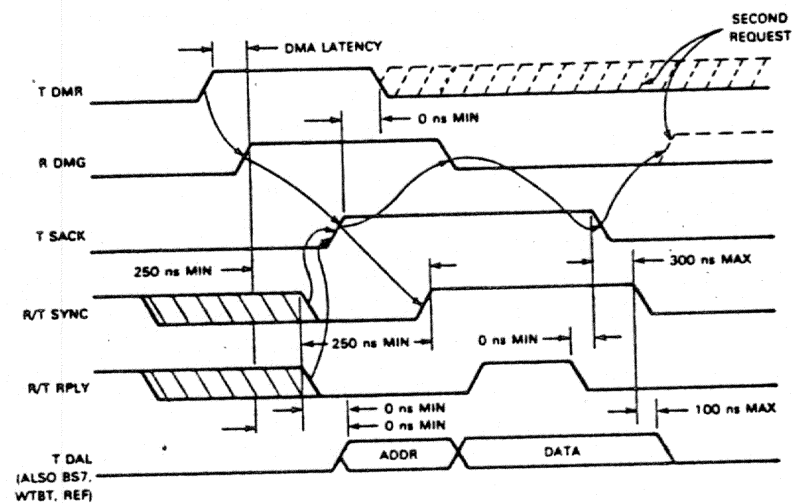 SECOND
REQUEST
DMA LATENCY
T DMR
0 ns MIN
R DMG
T SACK
250 ns MIN
300 ns MAX
R/T SYNC
250 ns MIN
0 ns MIN
R/T RPLY
0 ns MIN
100 ns MAX
0 ns MIN
T DAL
ADDR
DATA
(ALSO BS7,
WTBT, REF)